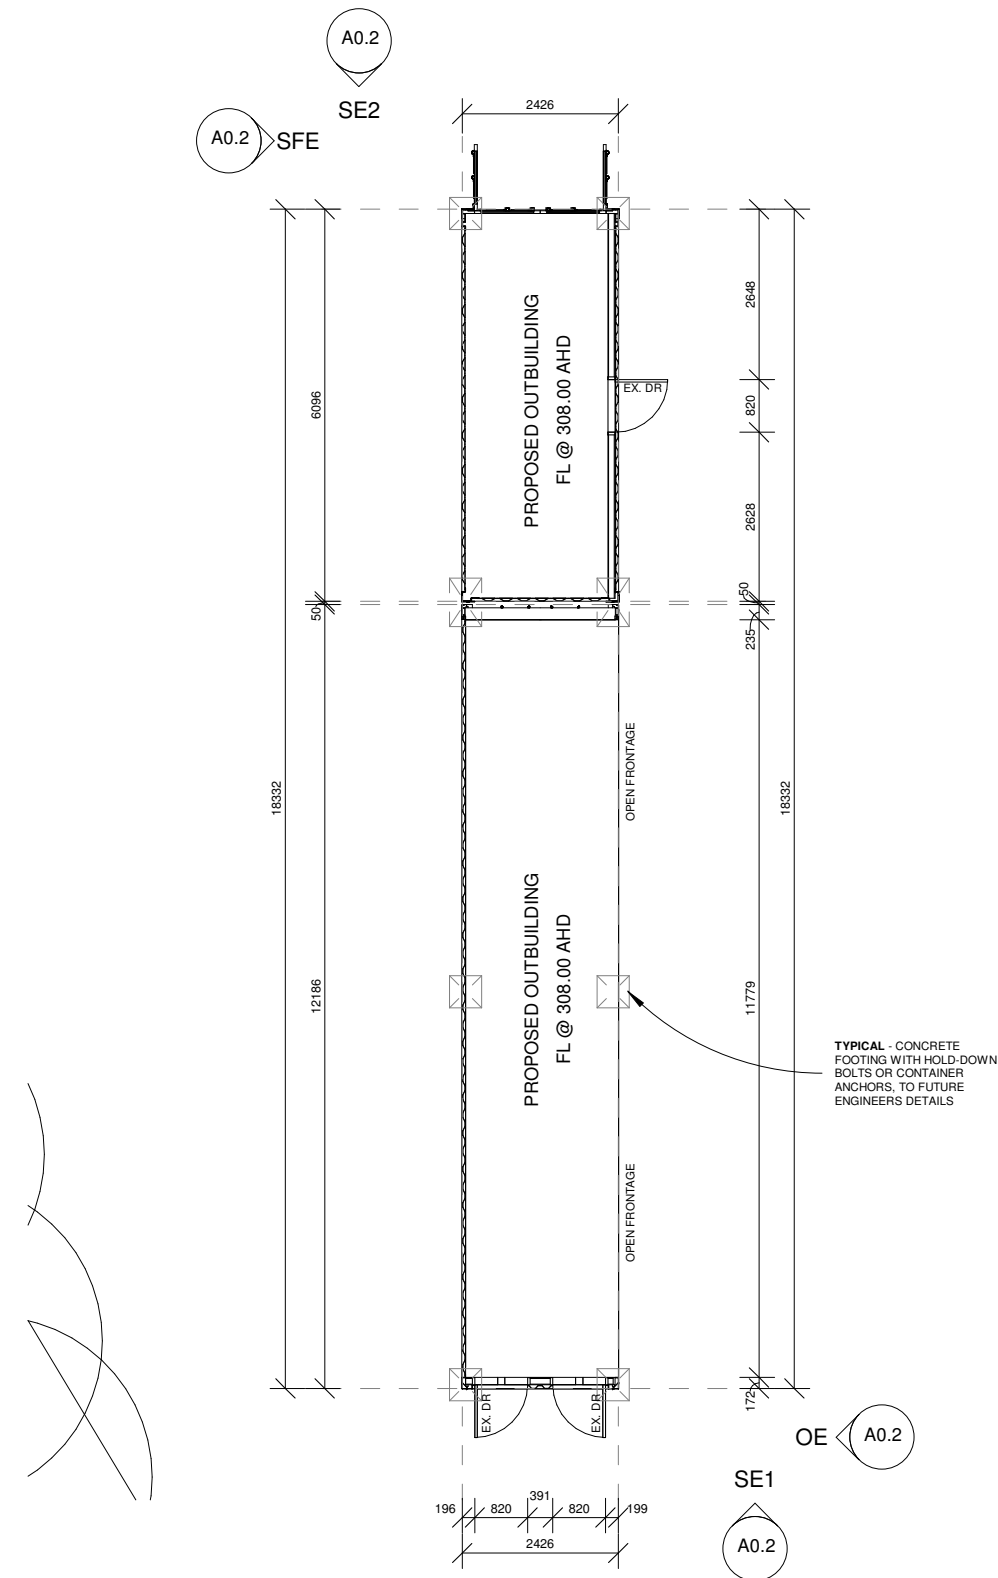 A0.2
SE2
A0.2
SFE
2426
2648
EX. DR
820
6096
PROPOSED OUTBUILDING
FL @ 308.00 AHD
2628
50
50
235
OPEN FRONTAGE
18332
18332
PROPOSED OUTBUILDING
FL @ 308.00 AHD
12186
11779
TYPICAL - CONCRETE
FOOTING WITH HOLD-DOWN
BOLTS OR CONTAINER
ANCHORS, TO FUTURE
ENGINEERS DETAILS
OPEN FRONTAGE
172
EX. DR
EX. DR
OE
A0.2
SE1
A0.2
196
820
391
820
199
2426